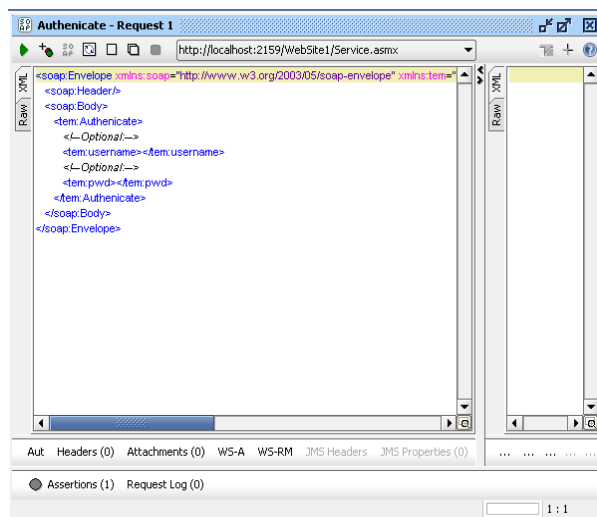 Authenicate - Request 1
http://localhost:2159/WebSite1/Service.asmx
XML
Raw
<soap:Envelope xmlns:soap="http://www.w3.org/2003/05/soap-envelope" xmlns:tem="
<soap:Header/>
<soap:Body>
<tem:Authenicate>
<!--Optional:-->
<tem:username></tem:username>
<!--Optional:-->
<tem:pwd></tem:pwd>
</tem:Authenicate>
</soap:Body>
</soap:Envelope>
XML
Raw
Aut Headers (0) Attachments (0) WS-A WS-RM JMS Headers JMS Properties (0) ... ... ... ... ...
Assertions (1) Request Log (0)
1 : 1